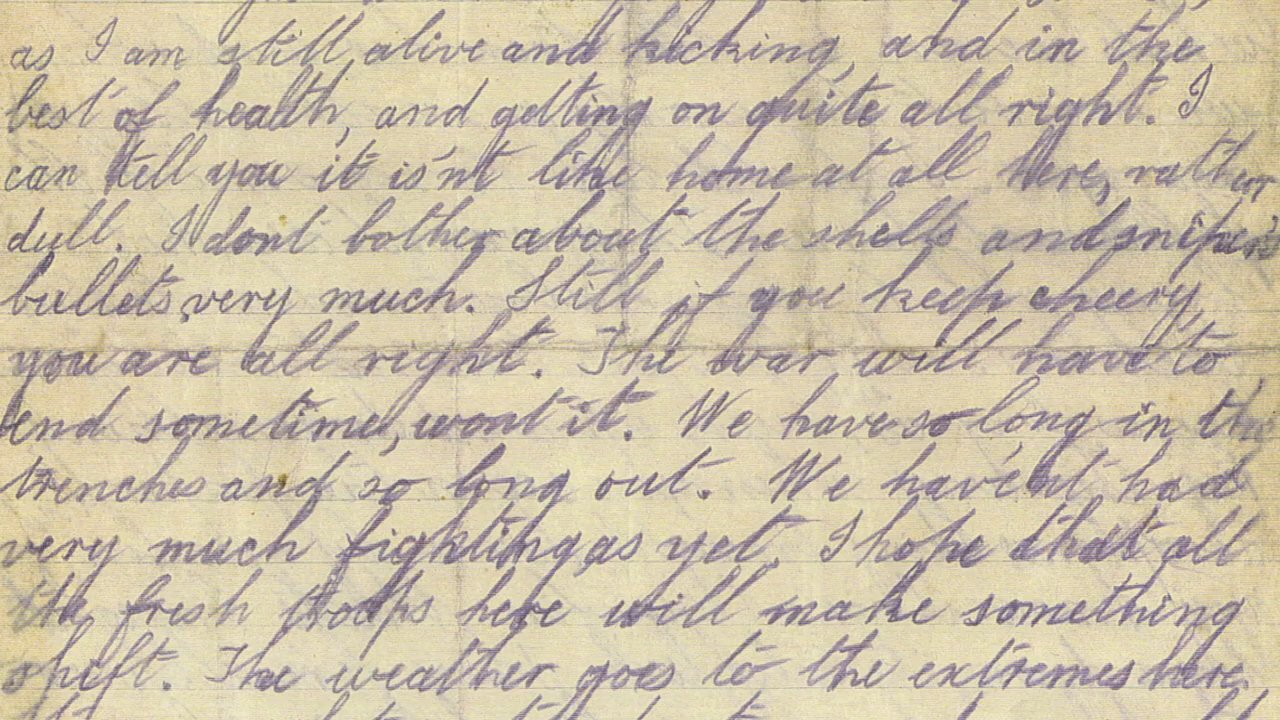 as I am still alive and kicking, and in the
best of health, and getting on quite all right. I
can tell you it is'nt like home at all here, rather
dull. I dont bother about the shells and snipers
bullets very much. Still if you keep cheery,
you are all right. The war will have to
end sometime, wont it. We have so long in the
trenches and so long out. We have'nt had
very much fighting as yet. I hope that all
the fresh troops here will make something
shift. The weather goes to the extremes here.